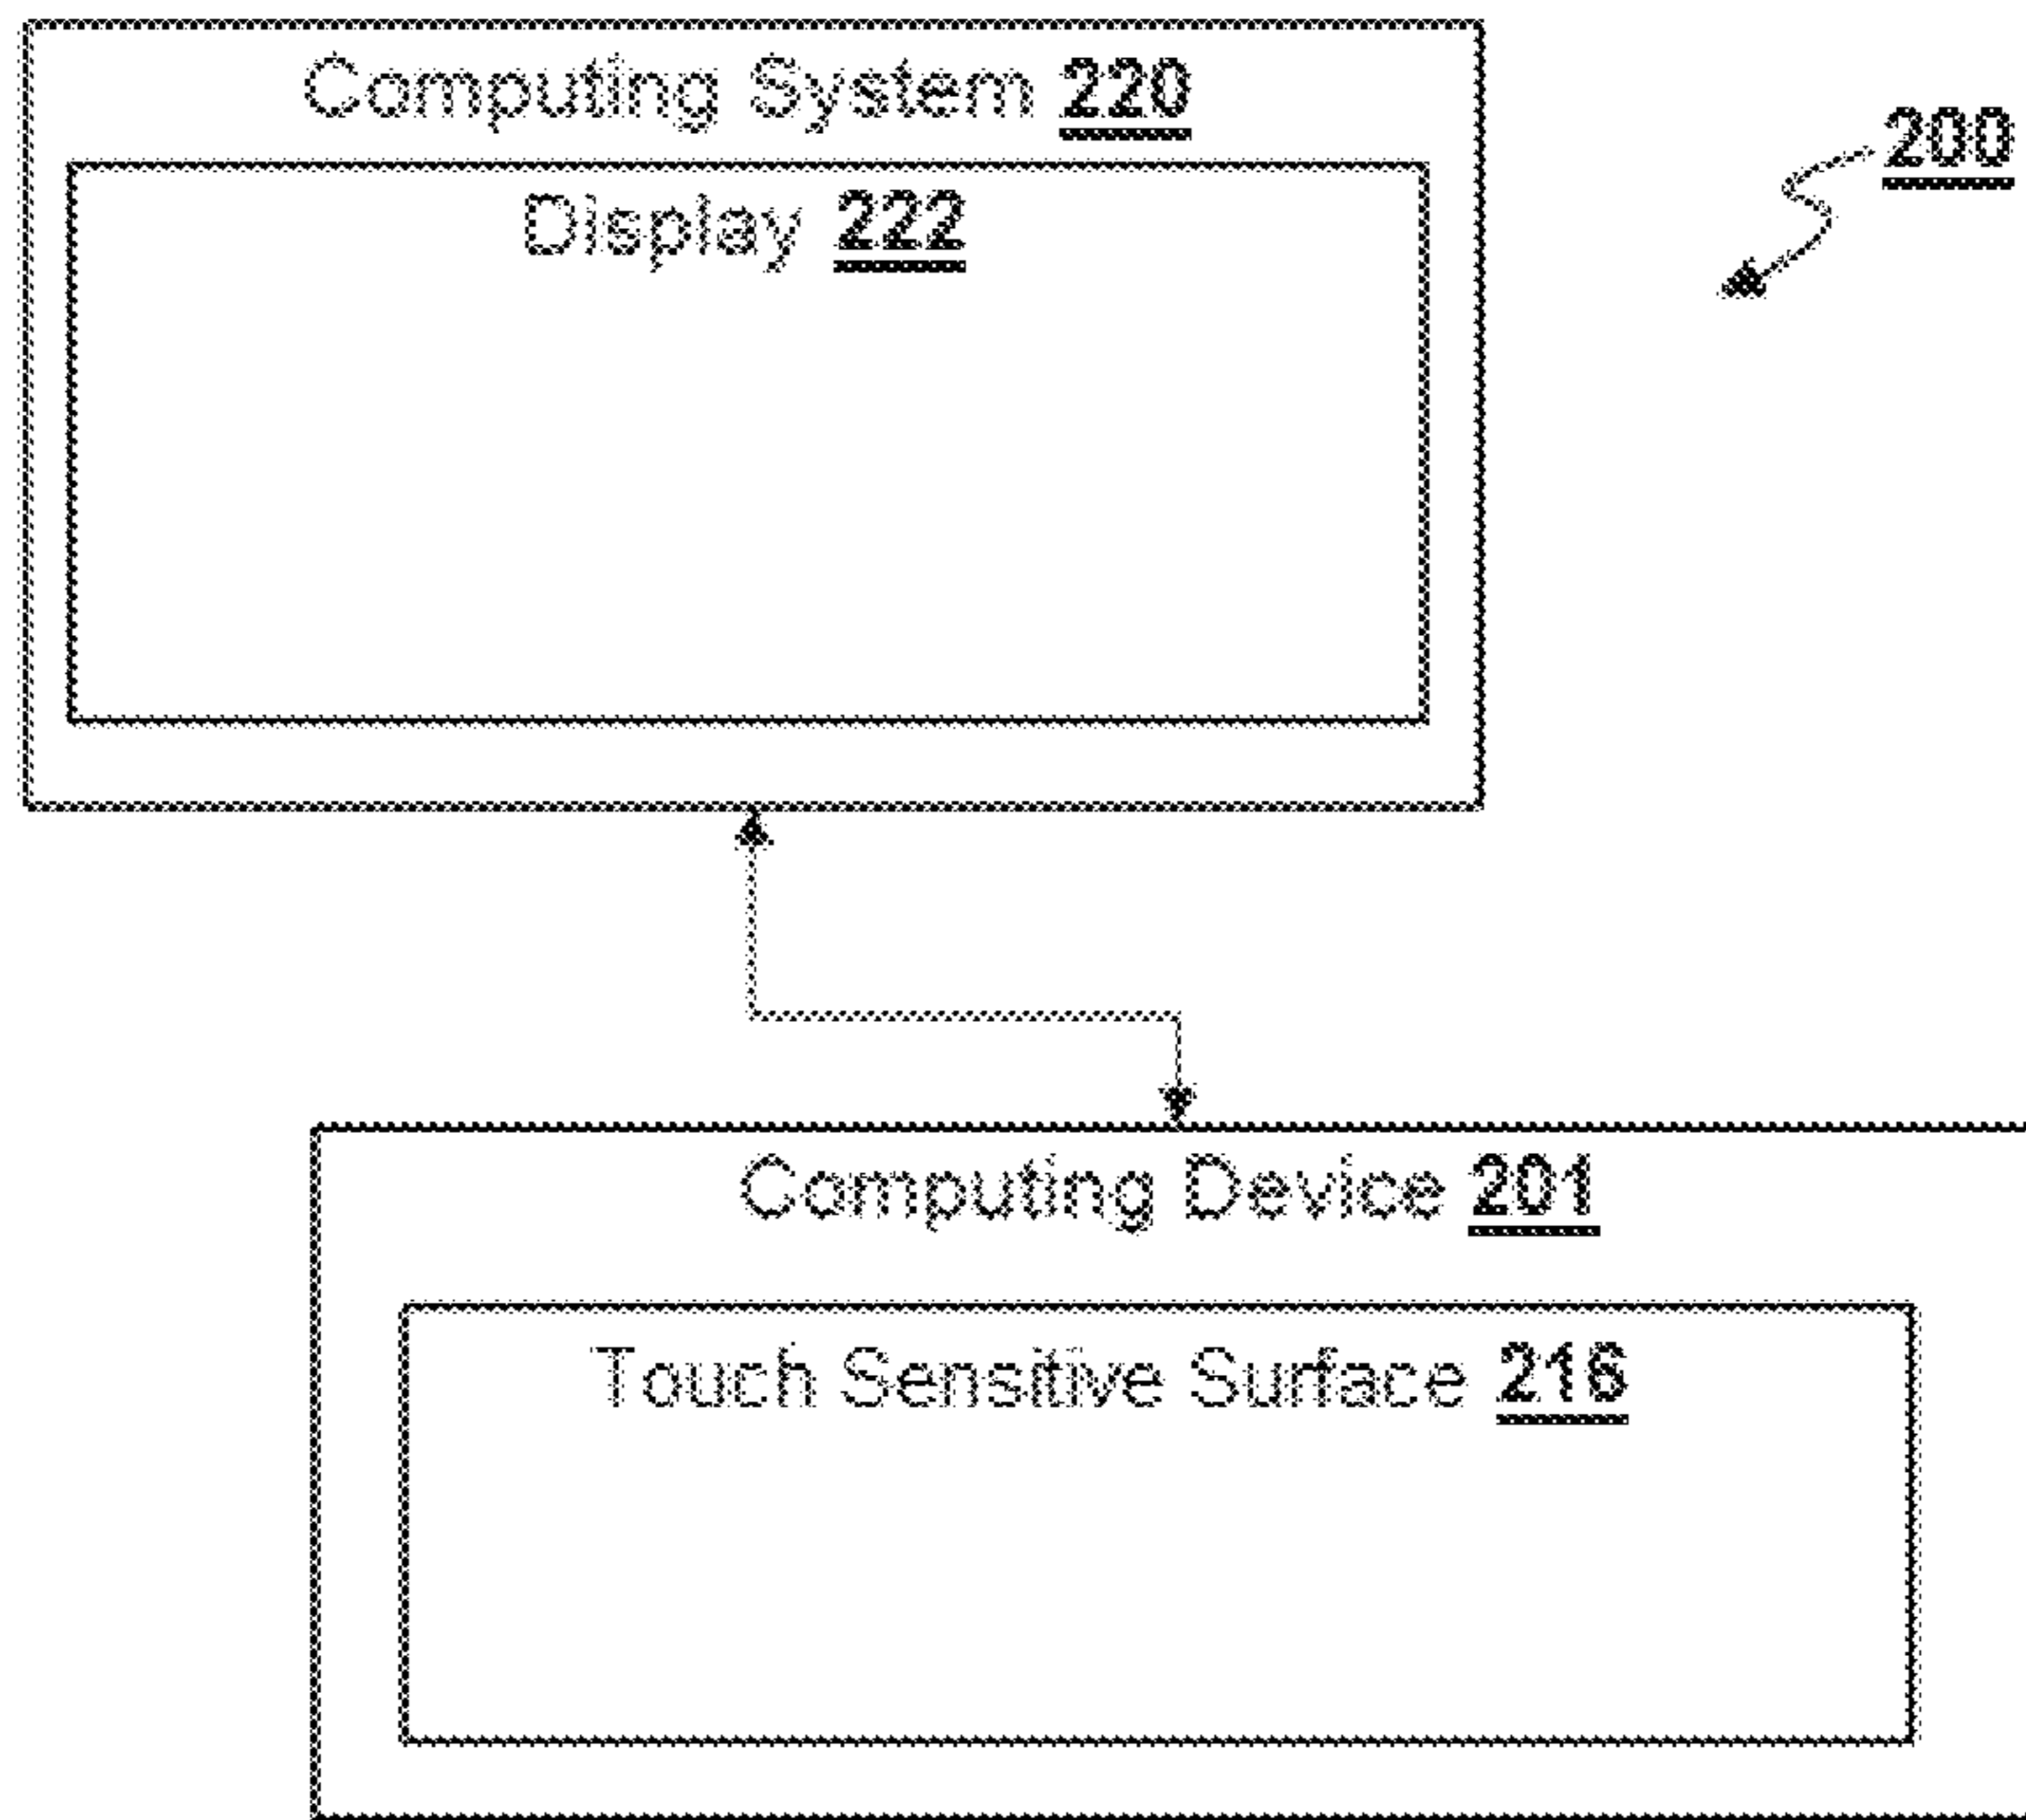 Computing System 220
200
Display 222
Computing Device 201
Touch Sensitive Surface 216